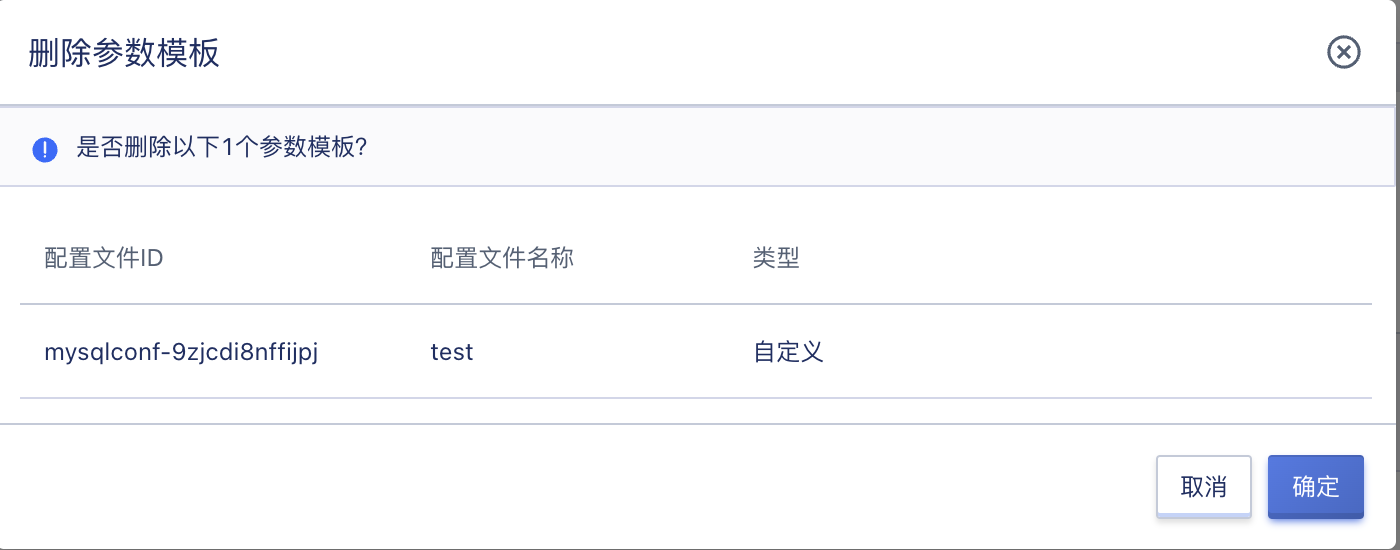 删除参数模板
是否删除以下1个参数模板?
配置文件ID 配置文件名称 类型
mysqlconf-9zjcdi8nffijpj test 自定义
取消 确定